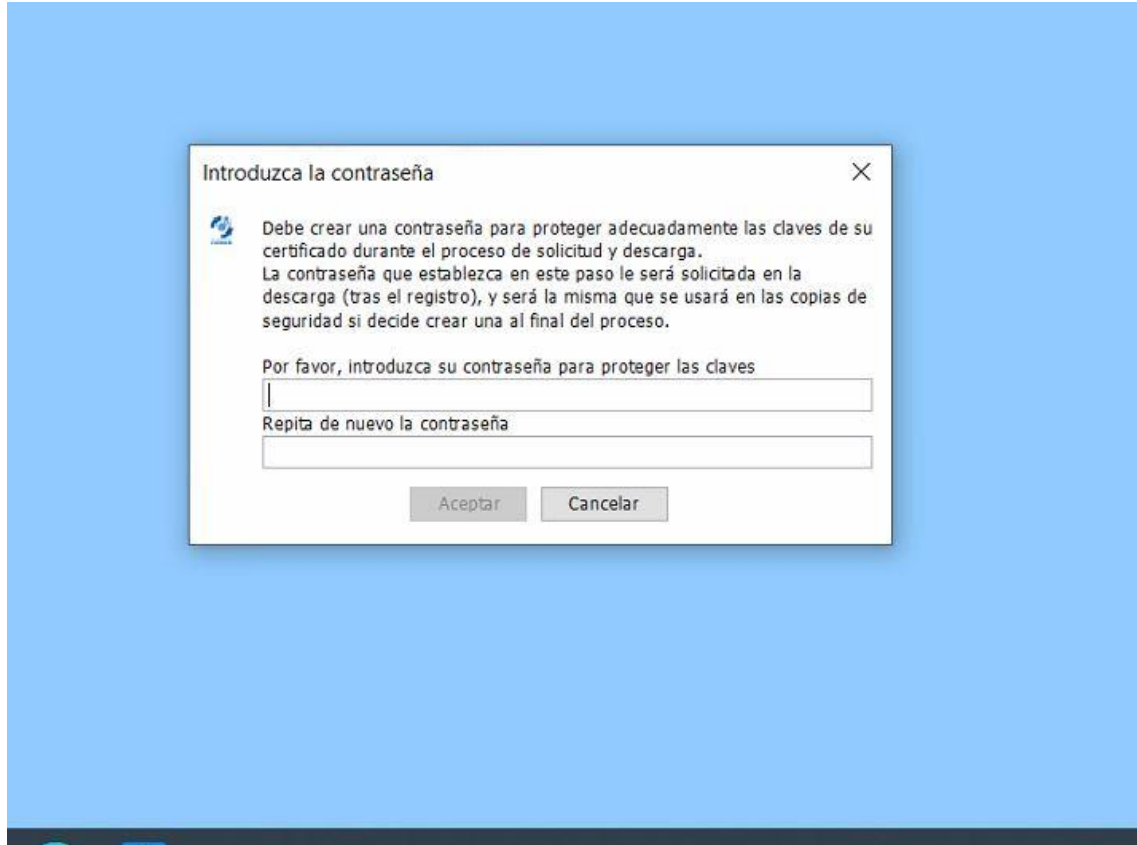 Introduzca la contraseña
Debe crear una contraseña para proteger adecuadamente las claves de su
certificado durante el proceso de solicitud y descarga.
La contraseña que establezca en este paso le será solicitada en la
descarga (tras el registro), y será la misma que se usará en las copias de
seguridad si decide crear una al final del proceso.
Por favor, introduzca su contraseña para proteger las claves
Repita de nuevo la contraseña
Aceptar
Cancelar